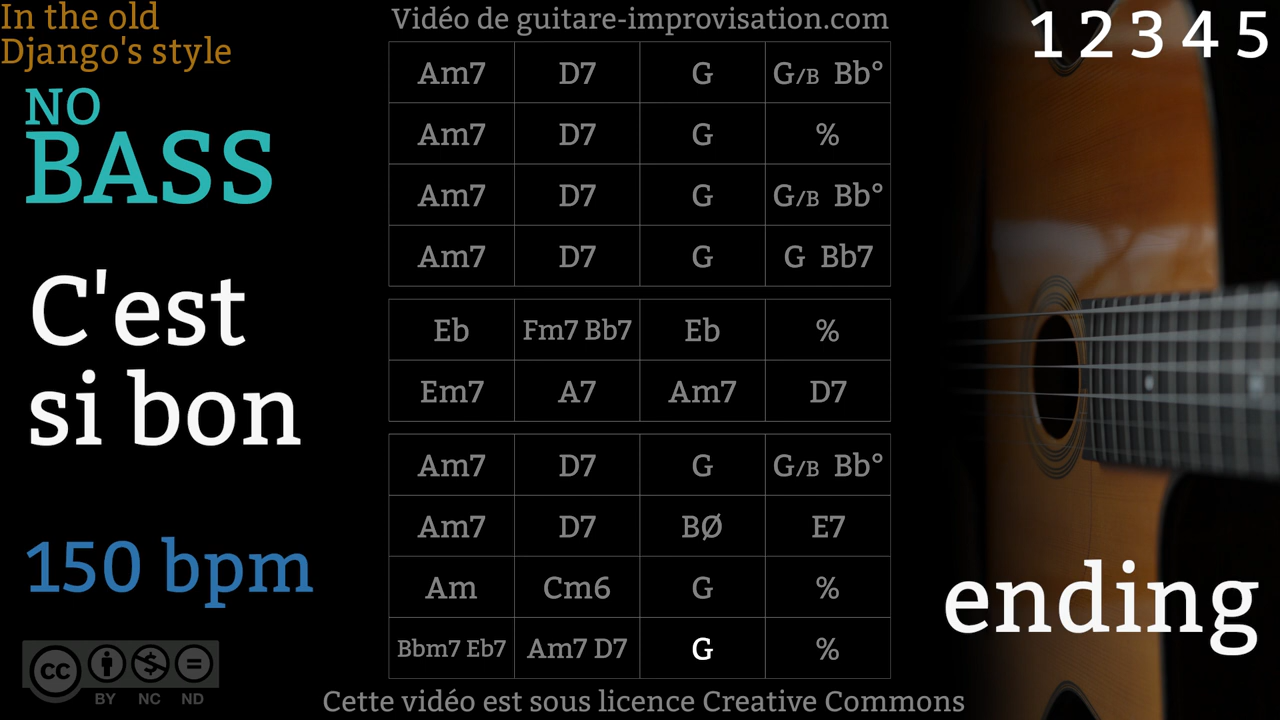 In the old
Django's style
NO
BASS
C'est
si bon
150 bpm
cc
BY NC ND
Vidéo de guitare-improvisation.com
Am7 D7 G G/B Bb°
Am7 D7 G %
Am7 D7 G G/B Bb°
Am7 D7 G G Bb7
Eb Fm7 Bb7 Eb %
Em7 A7 Am7 D7
Am7 D7 G G/B Bb°
Am7 D7 BØ E7
Am Cm6 G %
Bbm7 Eb7 Am7 D7 G %
Cette vidéo est sous licence Creative Commons
1 2 3 4 5
ending